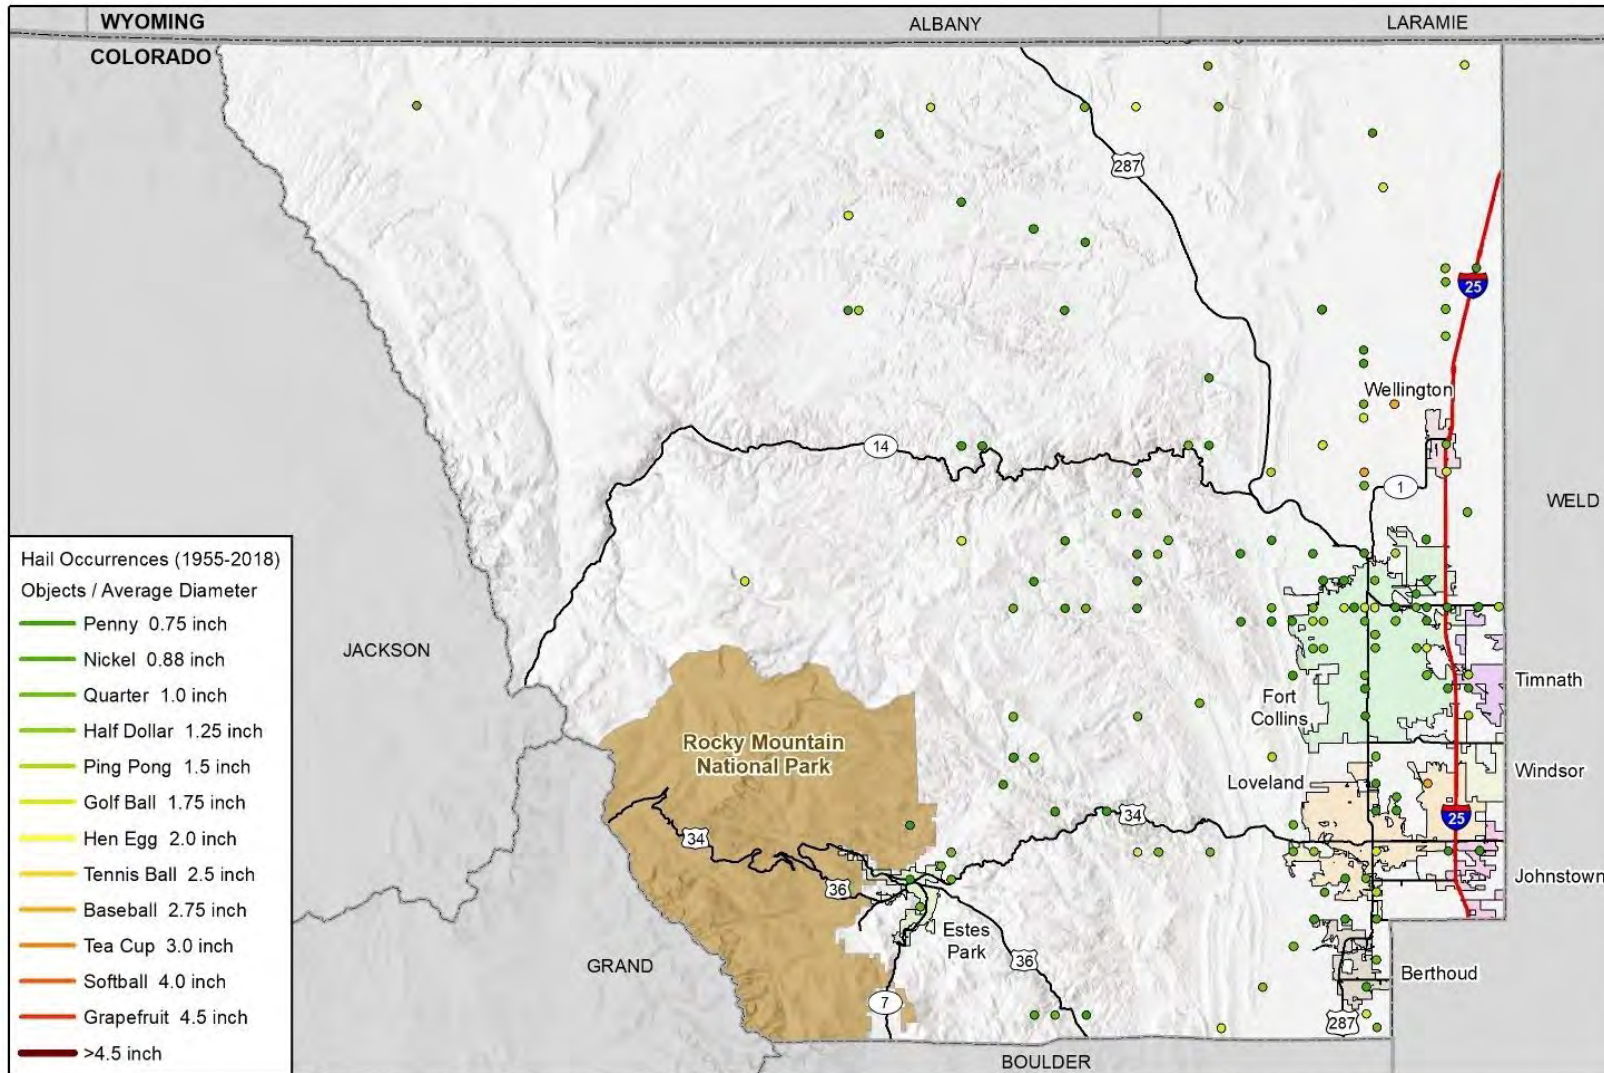 WYOMING
ALBANY
LARAMIE
COLORADO
287
25
Wellington
14
1
WELD
Hail Occurrences (1955-2018)
Objects / Average Diameter
Penny 0.75 inch
Nickel 0.88 inch
Quarter 1.0 inch
Half Dollar 1.25 inch
Ping Pong 1.5 inch
Golf Ball 1.75 inch
Hen Egg 2.0 inch
Tennis Ball 2.5 inch
Baseball 2.75 inch
Tea Cup 3.0 inch
Softball 4.0 inch
Grapefruit 4.5 inch
>4.5 inch
JACKSON
Timnath
Fort
Collins
Rocky Mountain
National Park
Windsor
Loveland
34
25
34
36
Johnstown
Estes
Park
36
GRAND
Berthoud
7
287
BOULDER